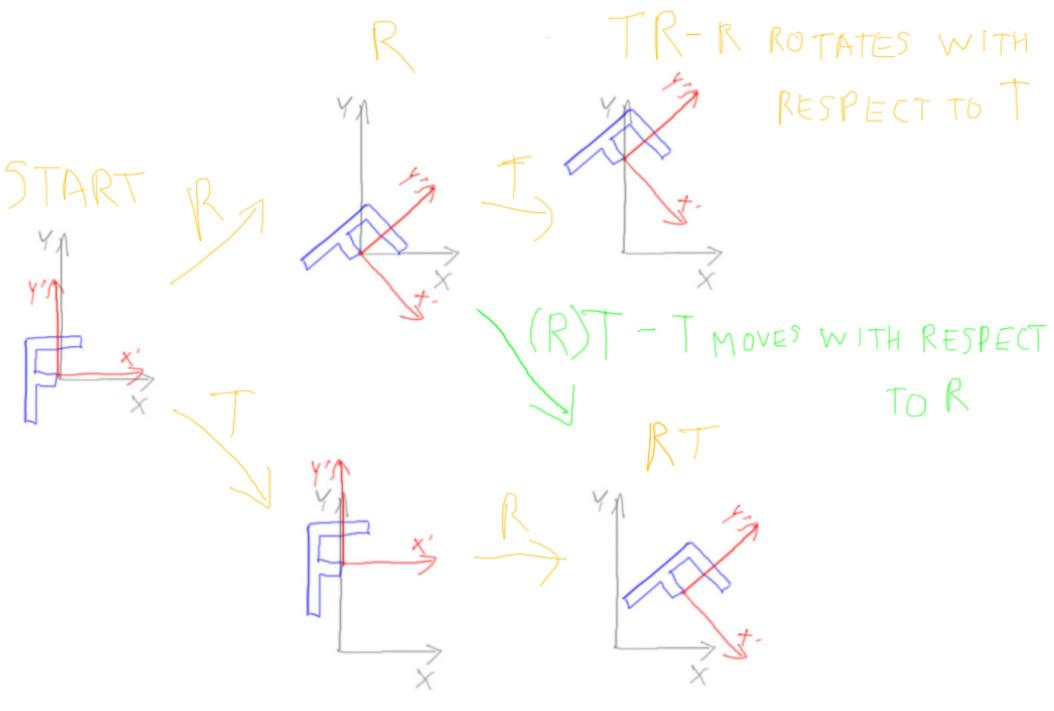 R
TR-R ROTATES WITH
RESPECT TO T
Y
Y'
START
R
T
Y
Y'
X
X'
X
X'
Y
Y'
X'
X
(R)T - T MOVES WITH RESPECT
TO R
T
RT
Y'
Y
X'
R
Y
Y'
X
X'
X